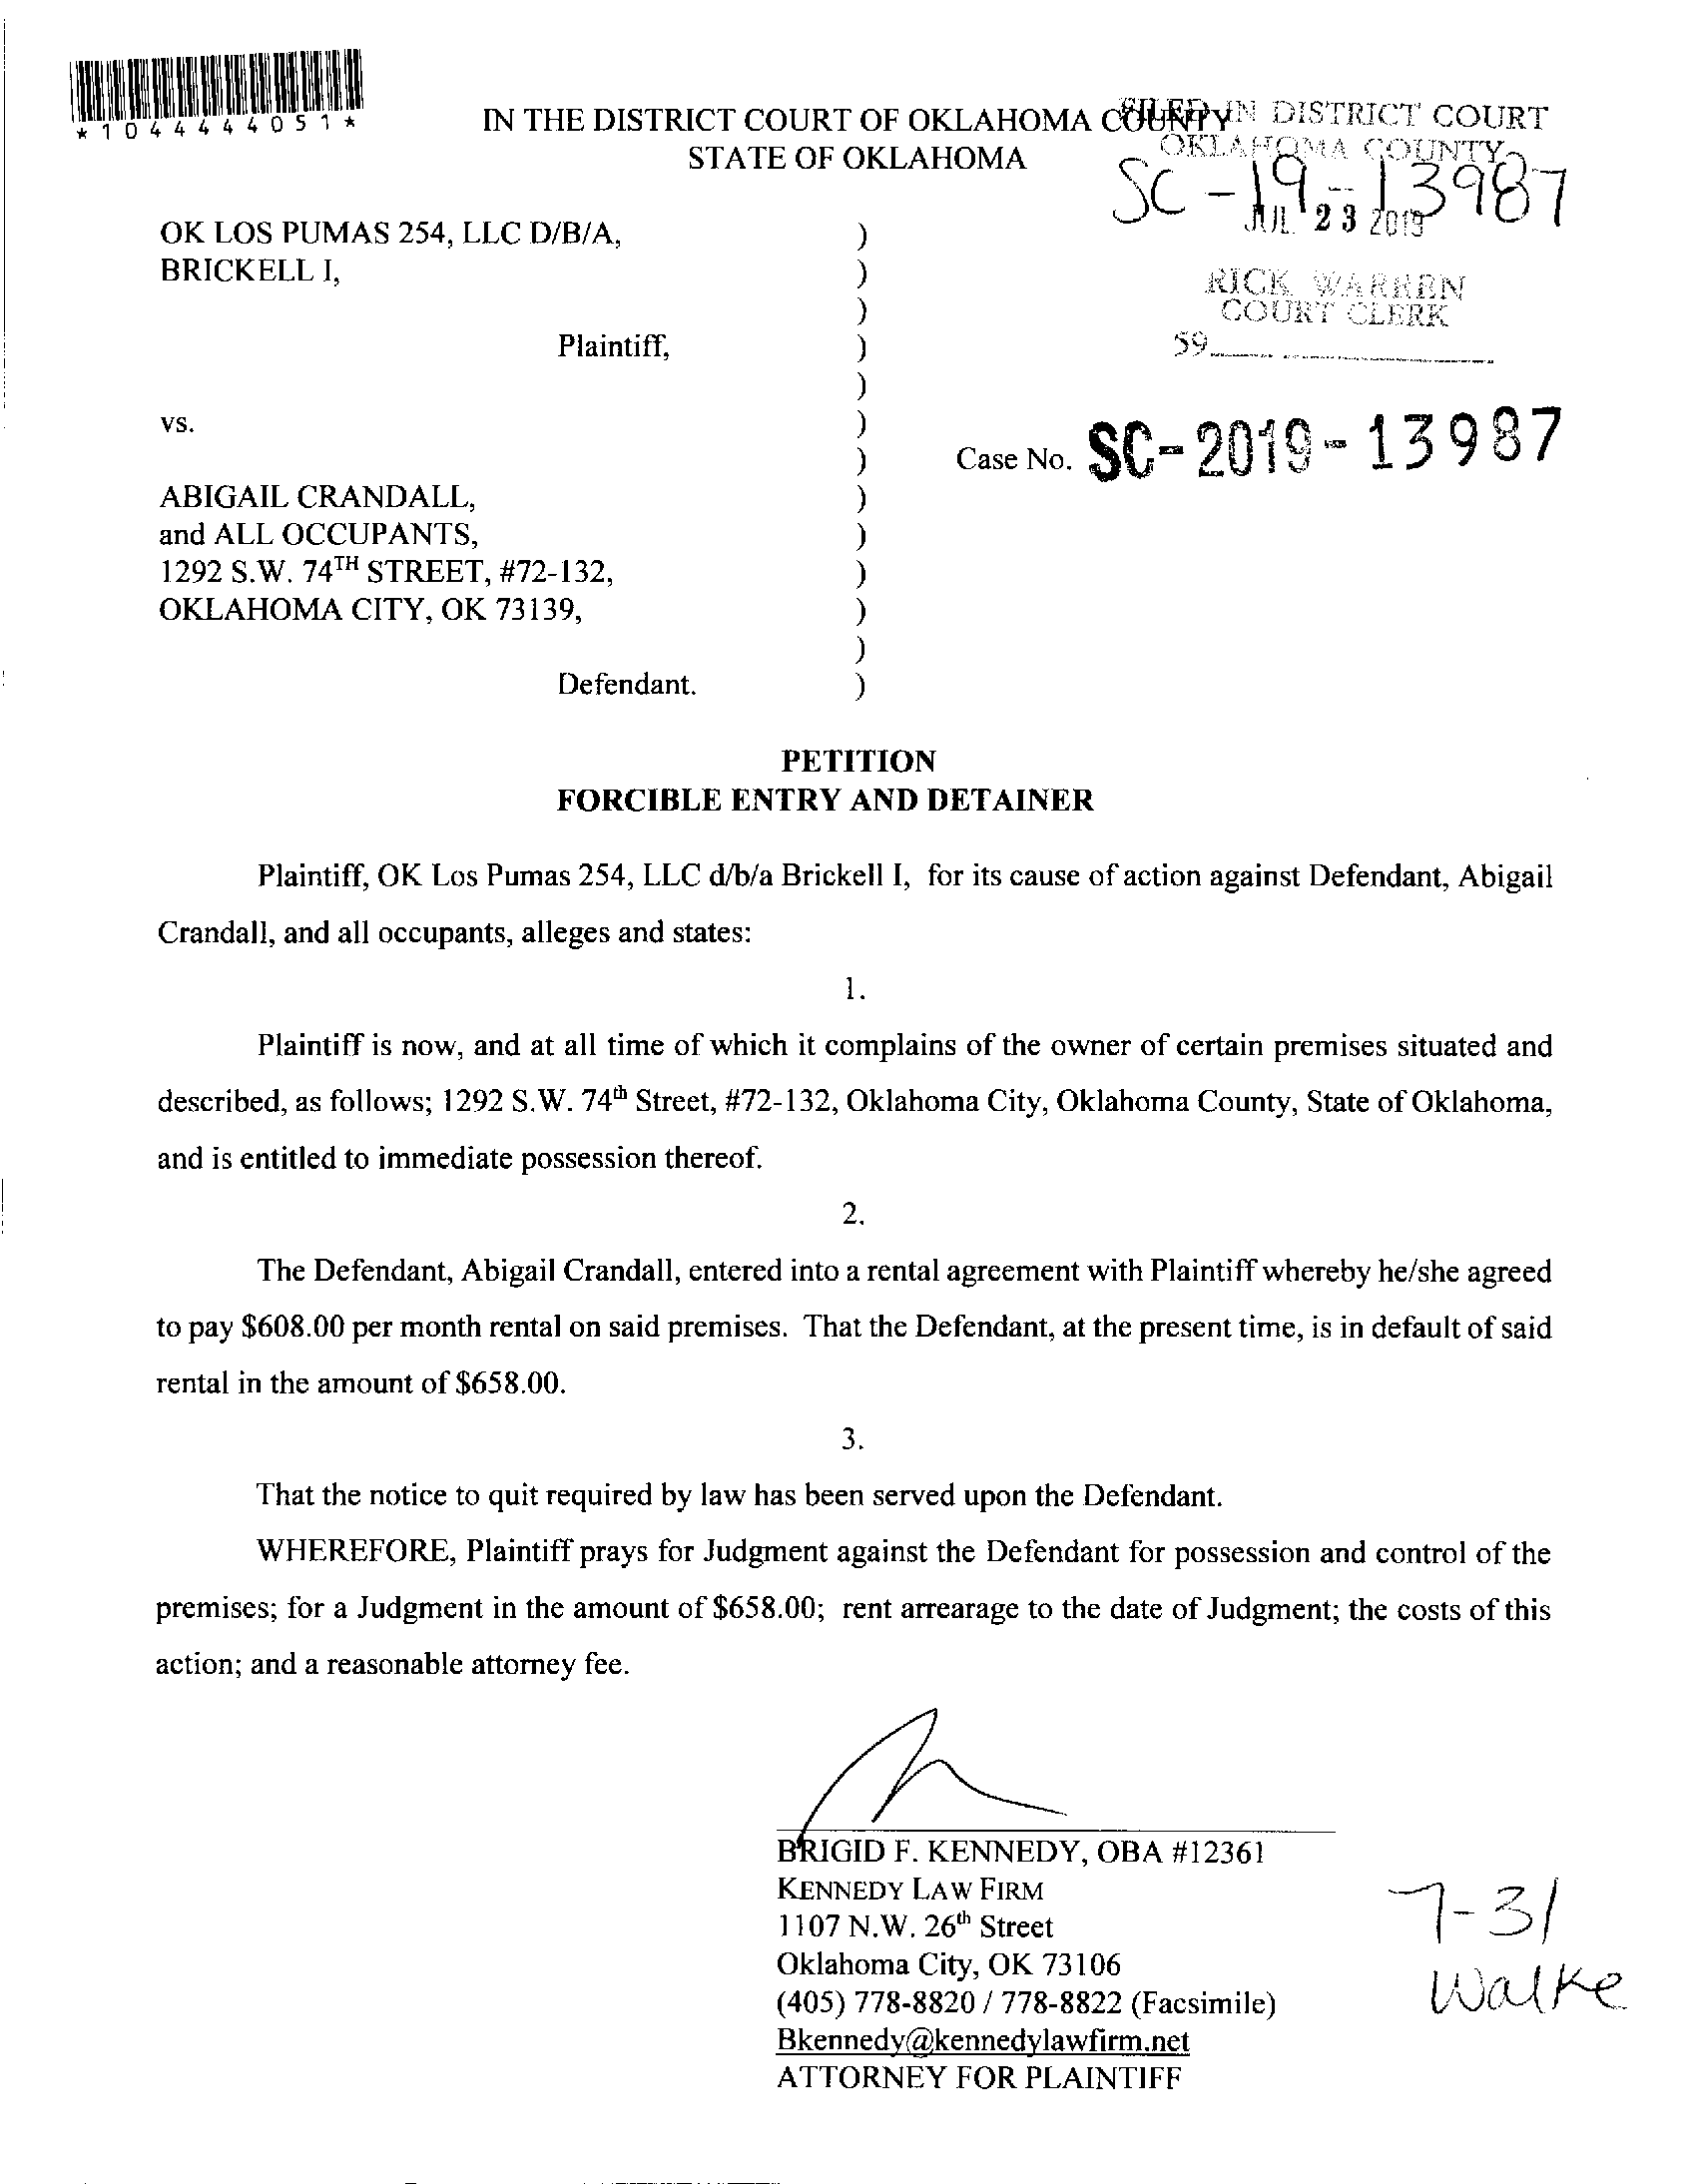 *1044444051*
IN THE DISTRICT COURT OF OKLAHOMA COUNTY
STATE OF OKLAHOMA
FILED IN DISTRICT COURT
OKLAHOMA COUNTY
SC-19-13987
JUL 23 2019
RICK WARREN
COURT CLERK
59
OK LOS PUMAS 254, LLC D/B/A, )
BRICKELL I, )
)
Plaintiff, )
)
vs. )
Case No. SC-2019-13987
)
ABIGAIL CRANDALL, )
and ALL OCCUPANTS, )
1292 S.W. 74TH STREET, #72-132, )
OKLAHOMA CITY, OK 73139, )
)
Defendant. )
PETITION
FORCIBLE ENTRY AND DETAINER
Plaintiff, OK Los Pumas 254, LLC d/b/a Brickell I, for its cause of action against Defendant, Abigail
Crandall, and all occupants, alleges and states:
1.
Plaintiff is now, and at all time of which it complains of the owner of certain premises situated and
described, as follows; 1292 S.W. 74th Street, #72-132, Oklahoma City, Oklahoma County, State of Oklahoma,
and is entitled to immediate possession thereof.
2.
The Defendant, Abigail Crandall, entered into a rental agreement with Plaintiff whereby he/she agreed
to pay $608.00 per month rental on said premises. That the Defendant, at the present time, is in default of said
rental in the amount of $658.00.
3.
That the notice to quit required by law has been served upon the Defendant.
WHEREFORE, Plaintiff prays for Judgment against the Defendant for possession and control of the
premises; for a Judgment in the amount of $658.00; rent arrearage to the date of Judgment; the costs of this
action; and a reasonable attorney fee.
BRIGID F. KENNEDY, OBA #12361
KENNEDY LAW FIRM
1107 N.W. 26th Street
Oklahoma City, OK 73106
(405) 778-8820 / 778-8822 (Facsimile)
Bkennedy@kennedylawfirm.net
ATTORNEY FOR PLAINTIFF
7-31
Walke